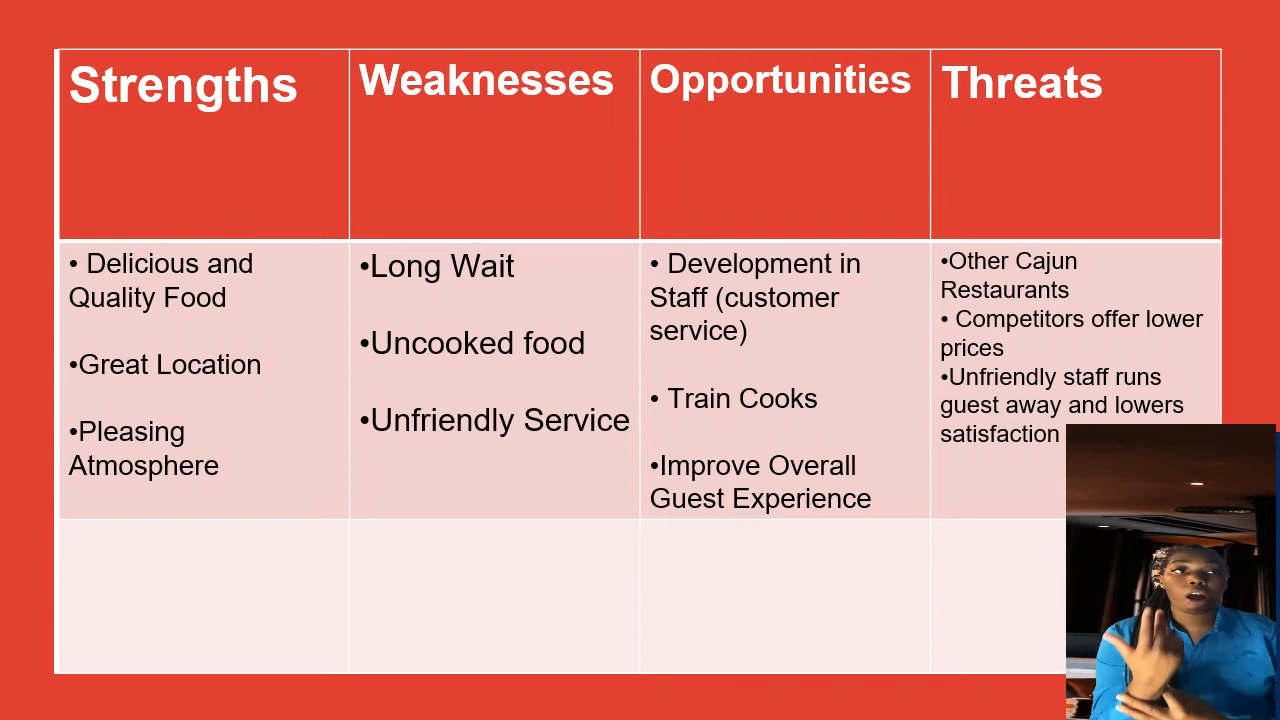 Strengths
Weaknesses
Opportunities
Threats
• Delicious and
Quality Food
•Great Location
•Pleasing
Atmosphere
•Long Wait
•Uncooked food
•Unfriendly Service
• Development in
Staff (customer
service)
• Train Cooks
•Improve Overall
Guest Experience
•Other Cajun
Restaurants
• Competitors offer lower
prices
•Unfriendly staff runs
guest away and lowers
satisfaction